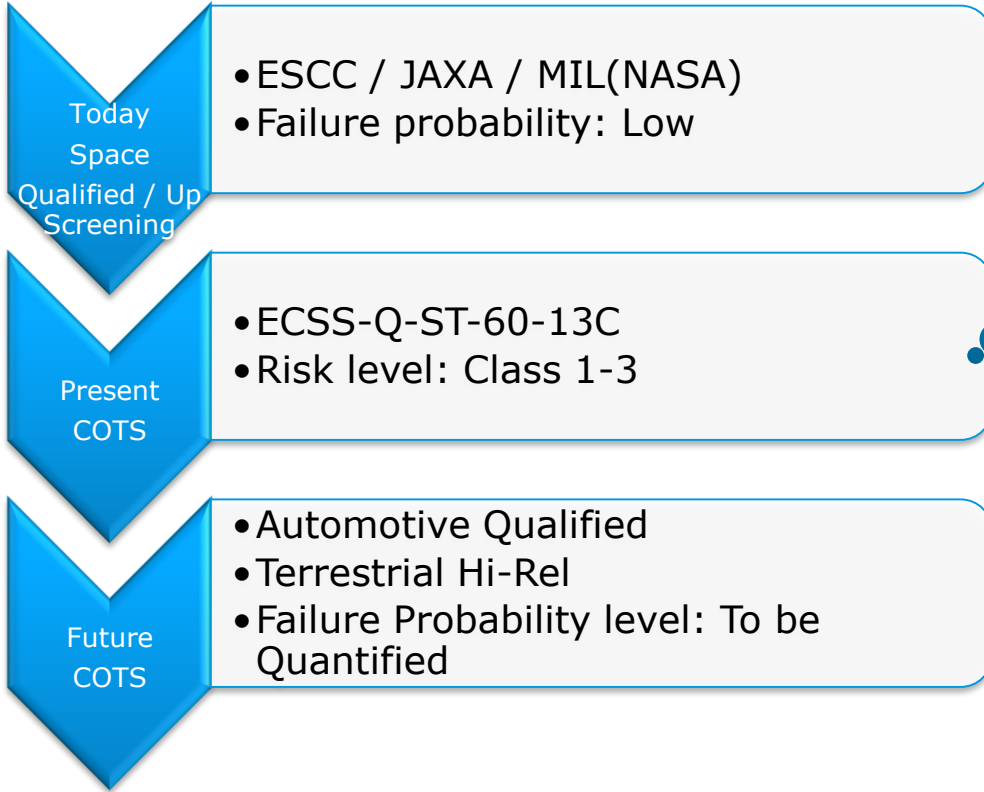 Today
Space
Qualified / Up
Screening
•ESCC / JAXA / MIL(NASA)
•Failure probability: Low
Present
COTS
•ECSS-Q-ST-60-13C
•Risk level: Class 1-3
Future
COTS
•Automotive Qualified
•Terrestrial Hi-Rel
•Failure Probability level: To be
Quantified